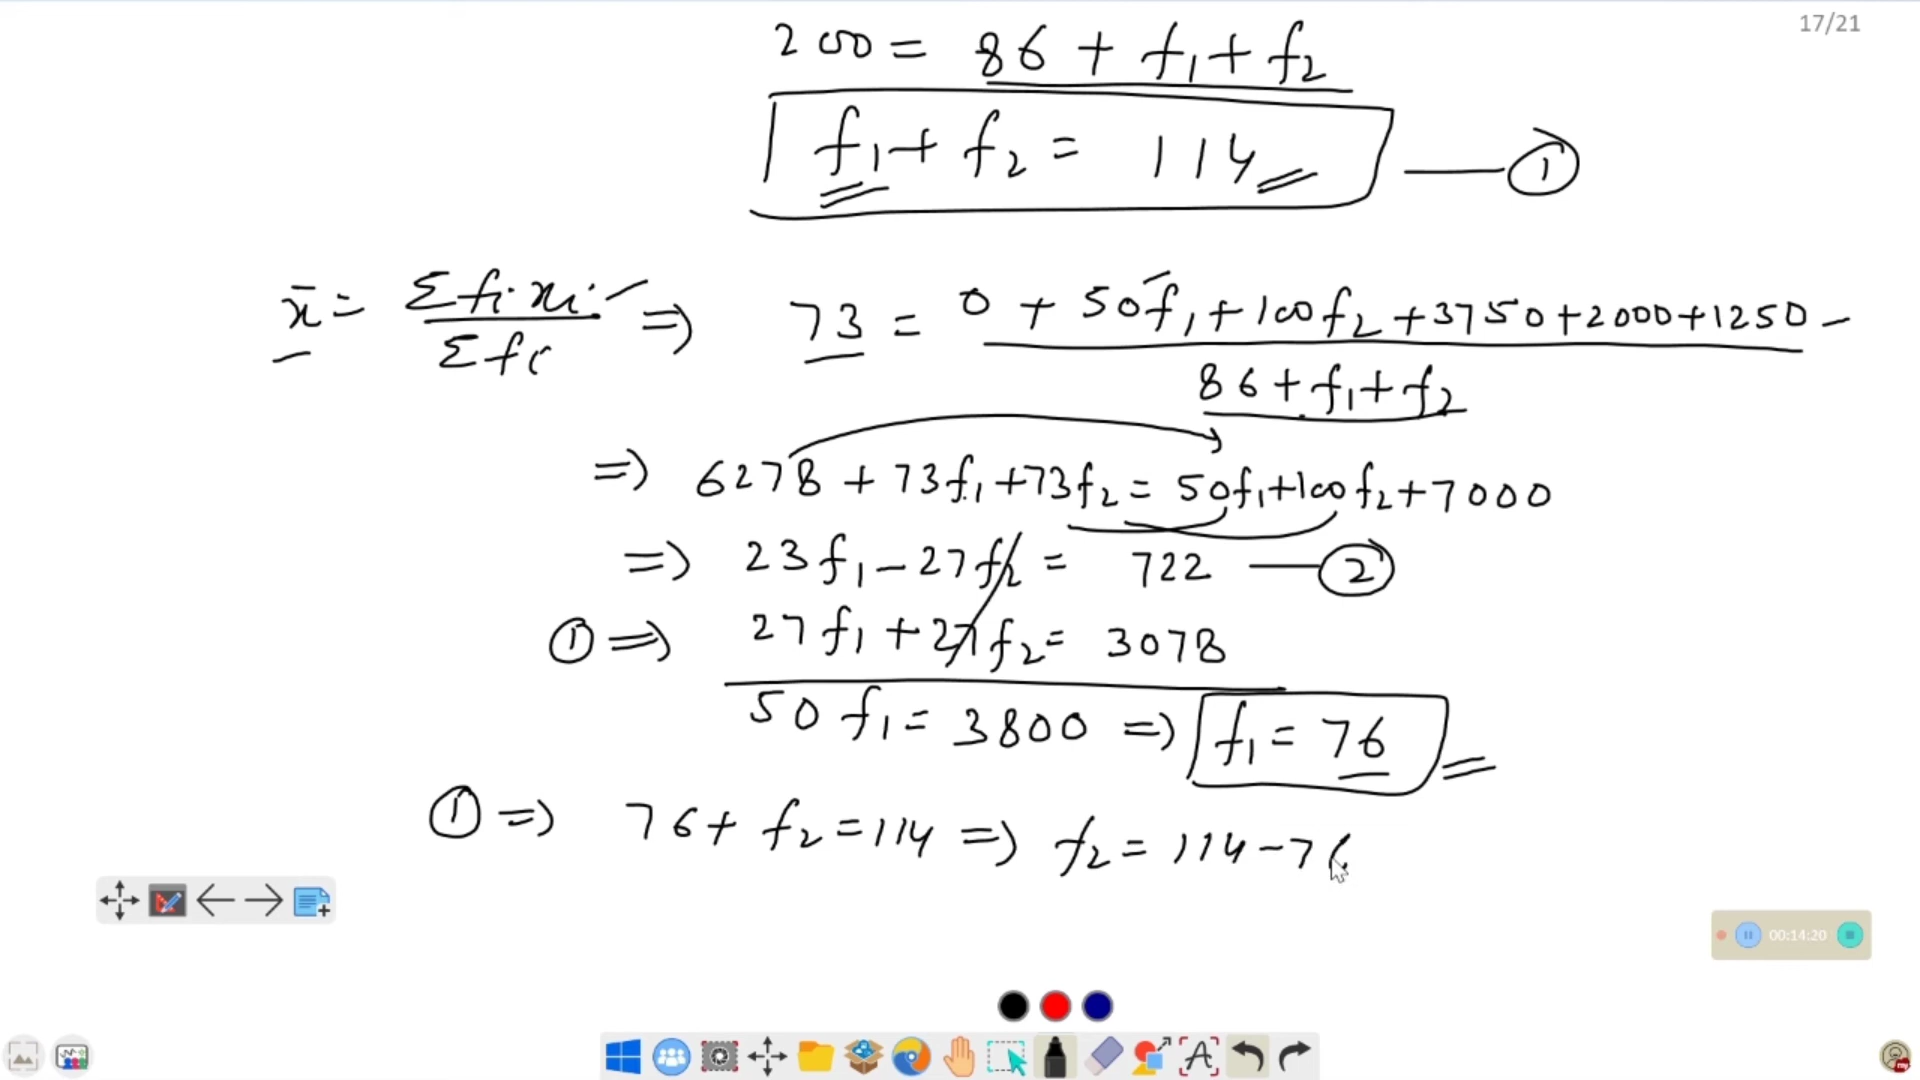 17/21
200 = 86 + f₁ + f₂
f₁ + f₂ = 114 — ①
x̄ = Σfixi / Σfi ⇒ 73 = 0 + 50f₁ + 100f₂ + 3750 + 2000 + 1250 / 86 + f₁ + f₂
⇒ 6278 + 73f₁ + 73f₂ = 50f₁ + 100f₂ + 7000
⇒ 23f₁ − 27f₂ = 722 — ②
① ⇒ 27f₁ + 27f₂ = 3078
50f₁ = 3800 ⇒ f₁ = 76
① ⇒ 76 + f₂ = 114 ⇒ f₂ = 114 − 76
00:14:20